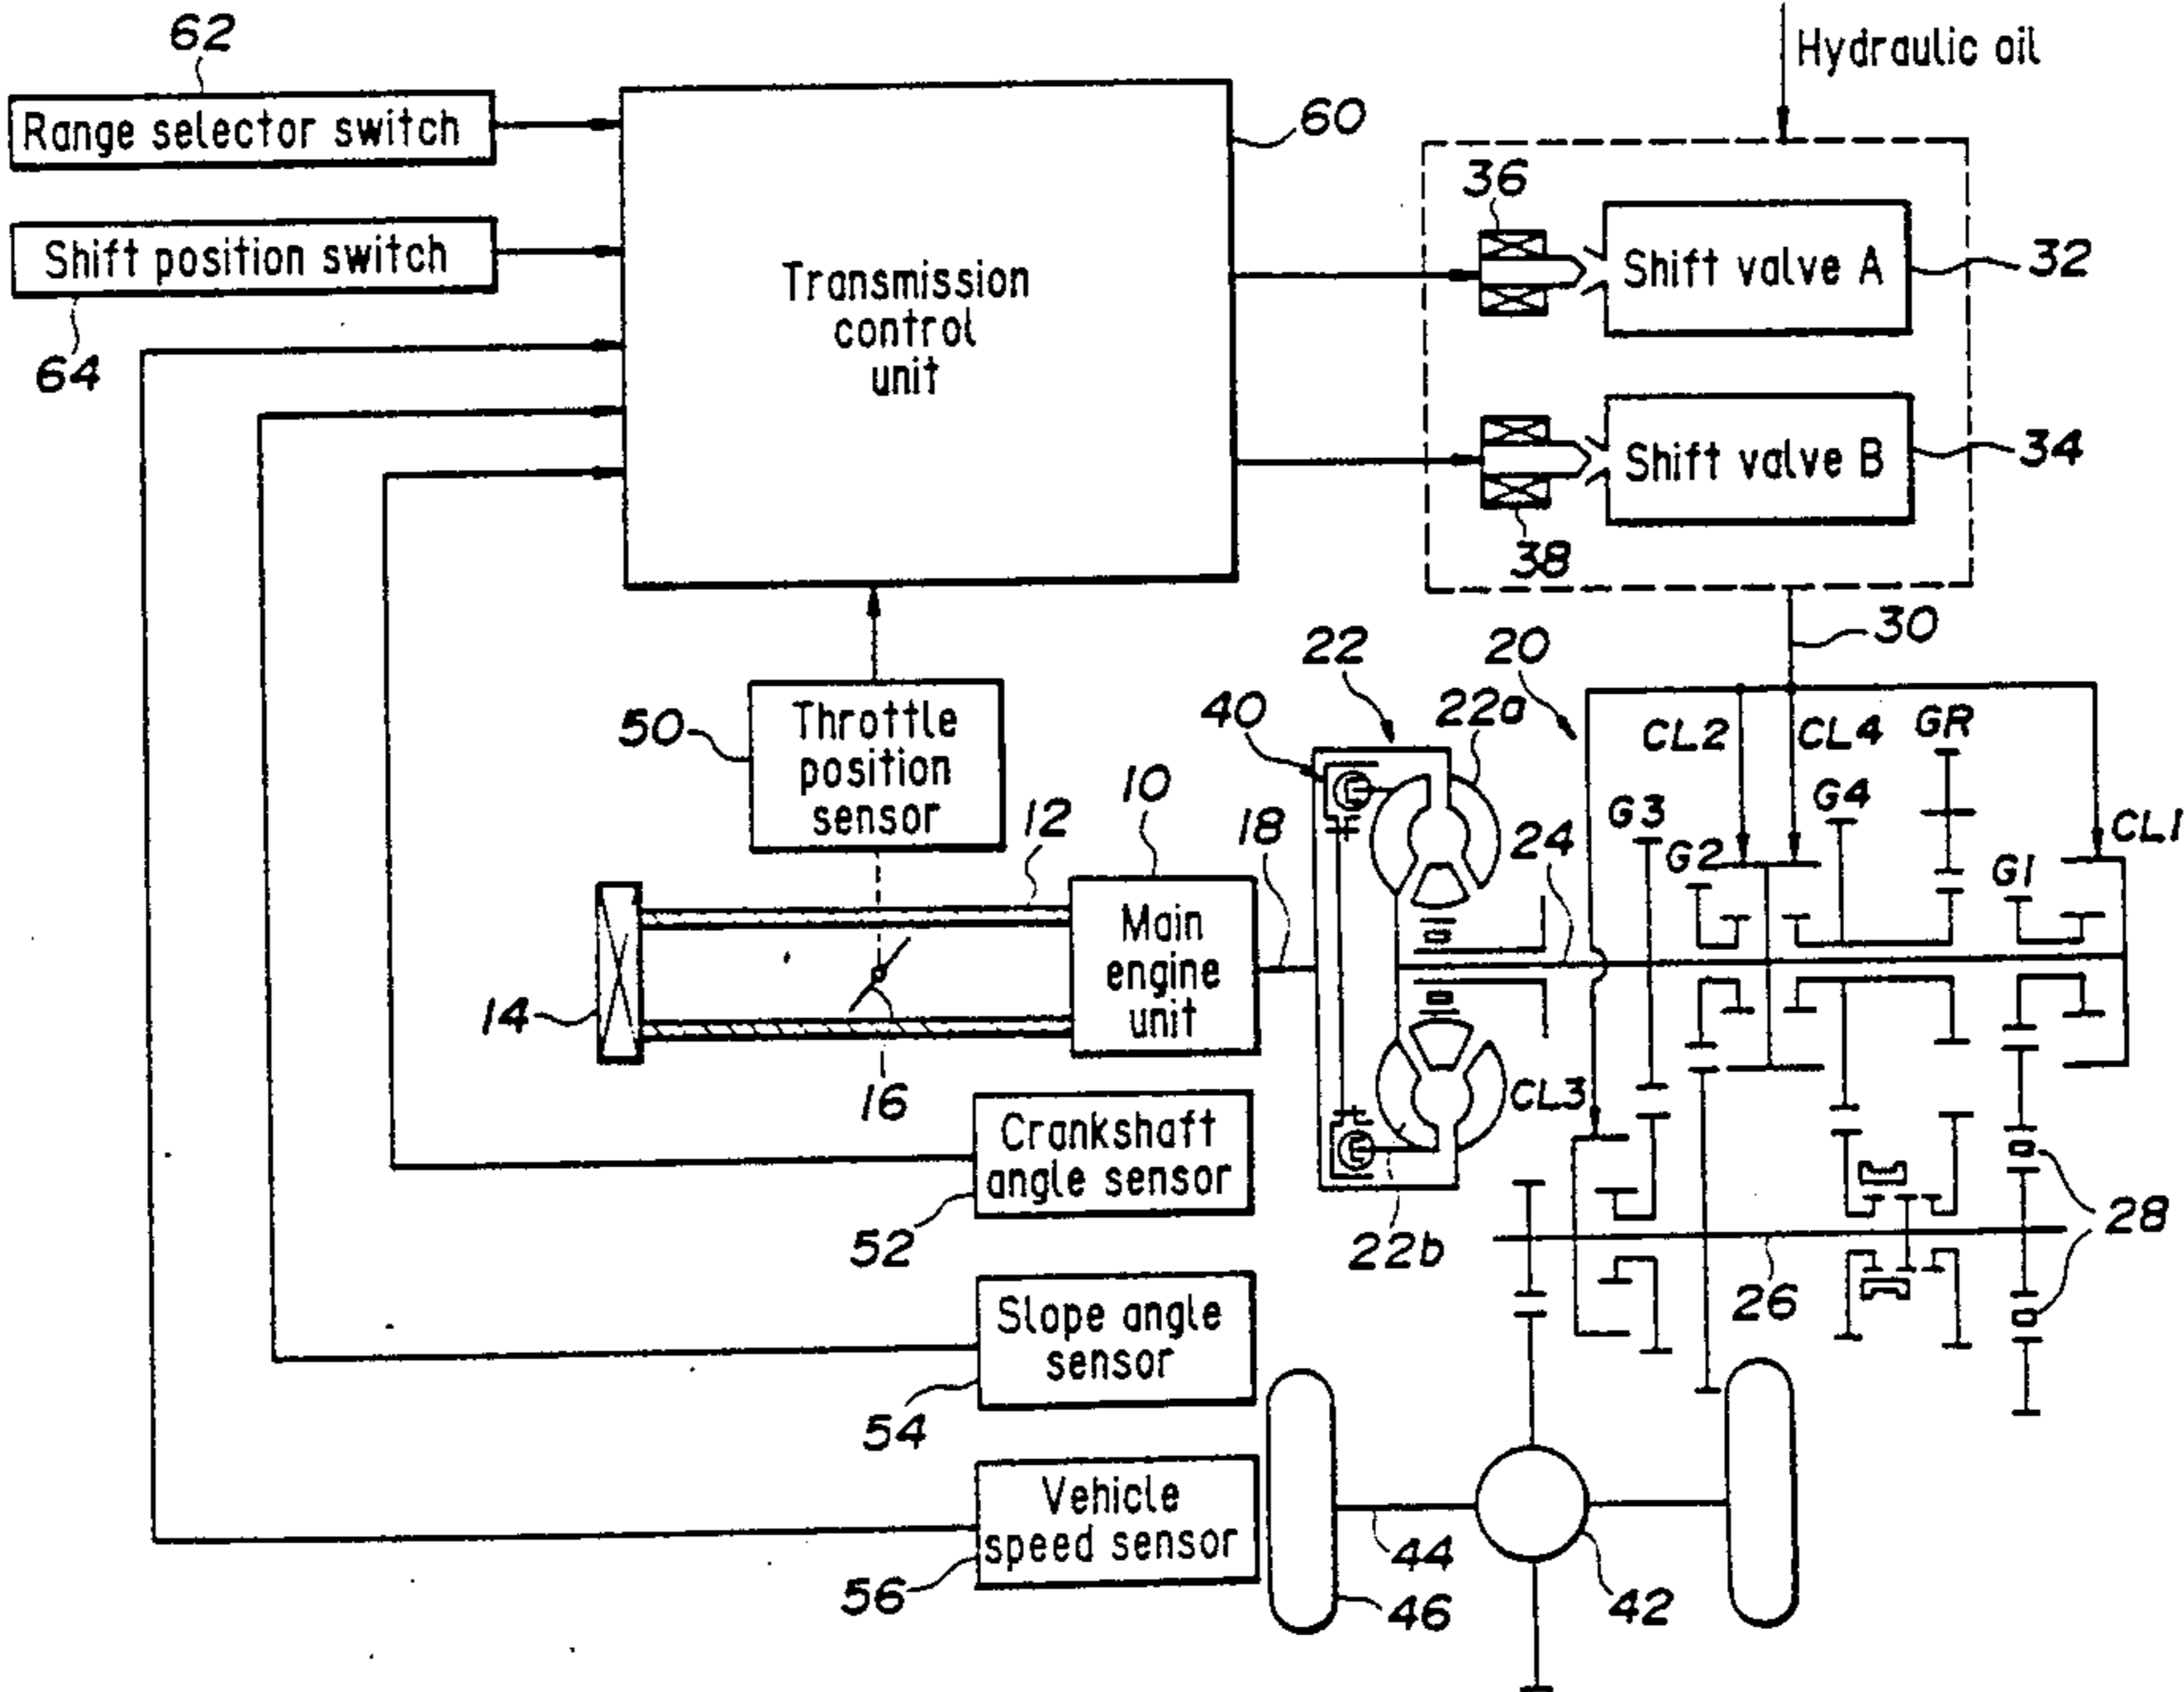 62
Hydraulic oil
Range selector switch
60
36
Shift position switch
Transmission
control
unit
Shift valve A
32
64
Shift valve B
34
38
30
22
20
40
22a
CL2
CL4
GR
50
Throttle
position
sensor
12
10
18
G3
G4
24
G2
CL1
G1
Main
engine
unit
14
16
CL3
Crankshaft
angle sensor
52
22b
28
26
Slope angle
sensor
54
Vehicle
speed sensor
56
44
46
42